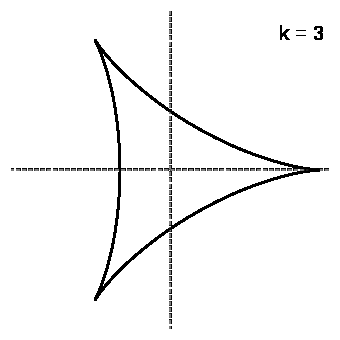 k = 3